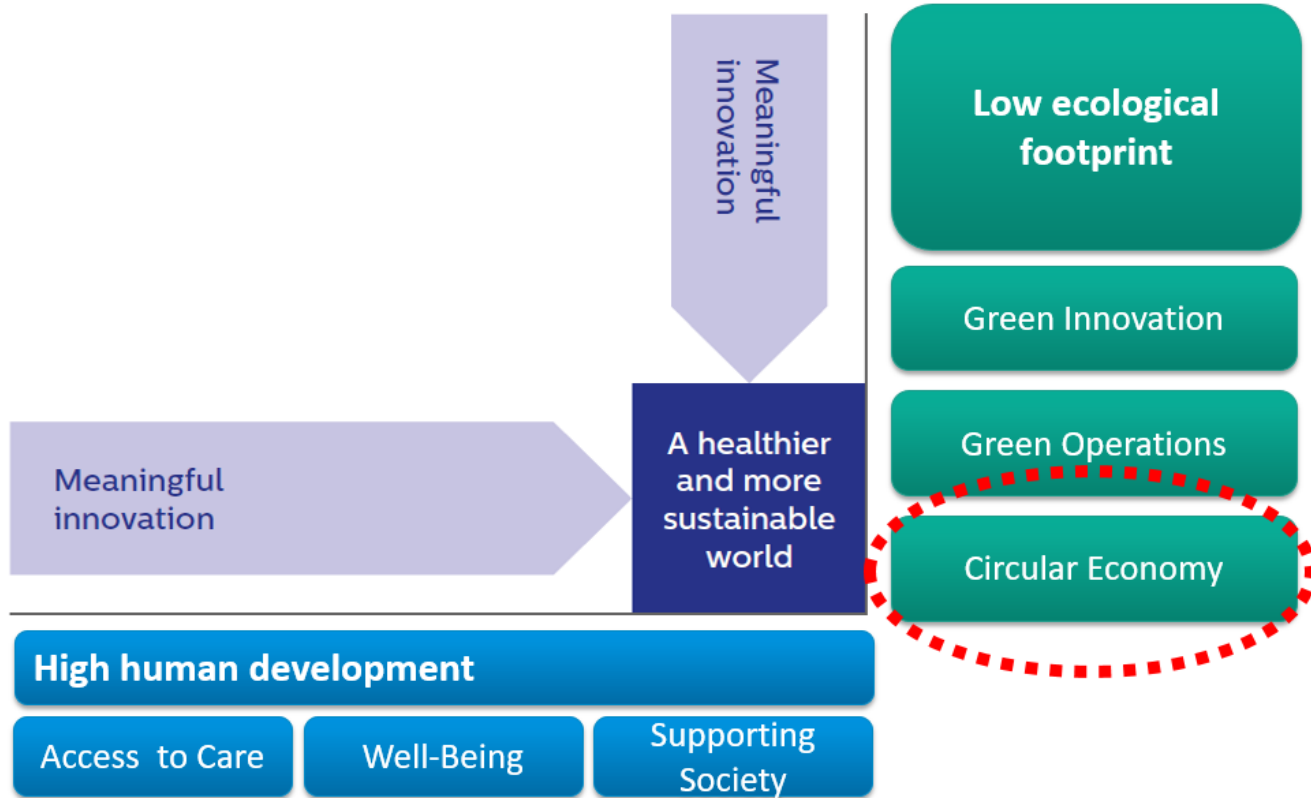 Meaningful
innovation
Low ecological
footprint
Green Innovation
Green Operations
Circular Economy
Meaningful
innovation
A healthier
and more
sustainable
world
High human development
Access to Care
Well-Being
Supporting
Society